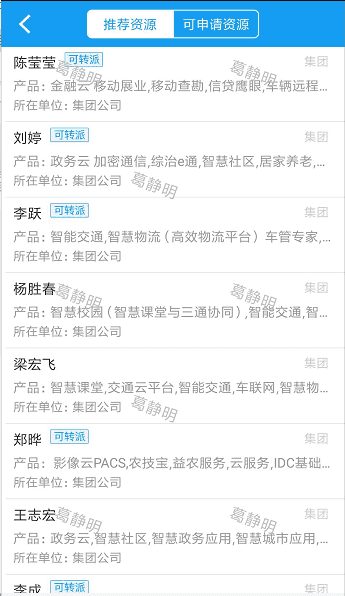 推荐资源 可申请资源
陈莹莹 可转派 集团
产品: 金融云 移动展业,移动查勘,信贷鹰眼,车辆远程...
所在单位: 集团公司
刘婷 可转派 集团
产品: 政务云 加密通信,综治e通,智慧社区,居家养老,...
所在单位: 集团公司
李跃 可转派 集团
产品: 智能交通,智慧物流（高效物流平台）车管专家,...
所在单位: 集团公司
杨胜春 集团
产品: 智慧校园（智慧课堂与三通协同）,智能交通,智...
所在单位: 集团公司
梁宏飞 集团
产品: 智慧课堂,交通云平台,智能交通,车联网,智慧物...
所在单位: 集团公司
郑晔 可转派 集团
产品: 影像云PACS,农技宝,益农服务,云服务,IDC基础...
所在单位: 集团公司
王志宏 集团
产品: 政务云,智慧社区,智慧政务应用,智慧城市应用,...
所在单位: 集团公司
李成 可转派 集团
葛静明
葛静明
葛静明
葛静明
葛静明
葛静明
葛静明
葛静明